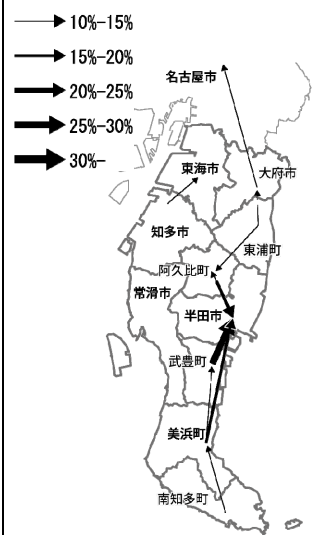 10%-15%
15%-20%
20%-25%
25%-30%
30%-
名古屋市
大府市
東海市
知多市
東浦町
阿久比町
常滑市
半田市
武豊町
美浜町
南知多町